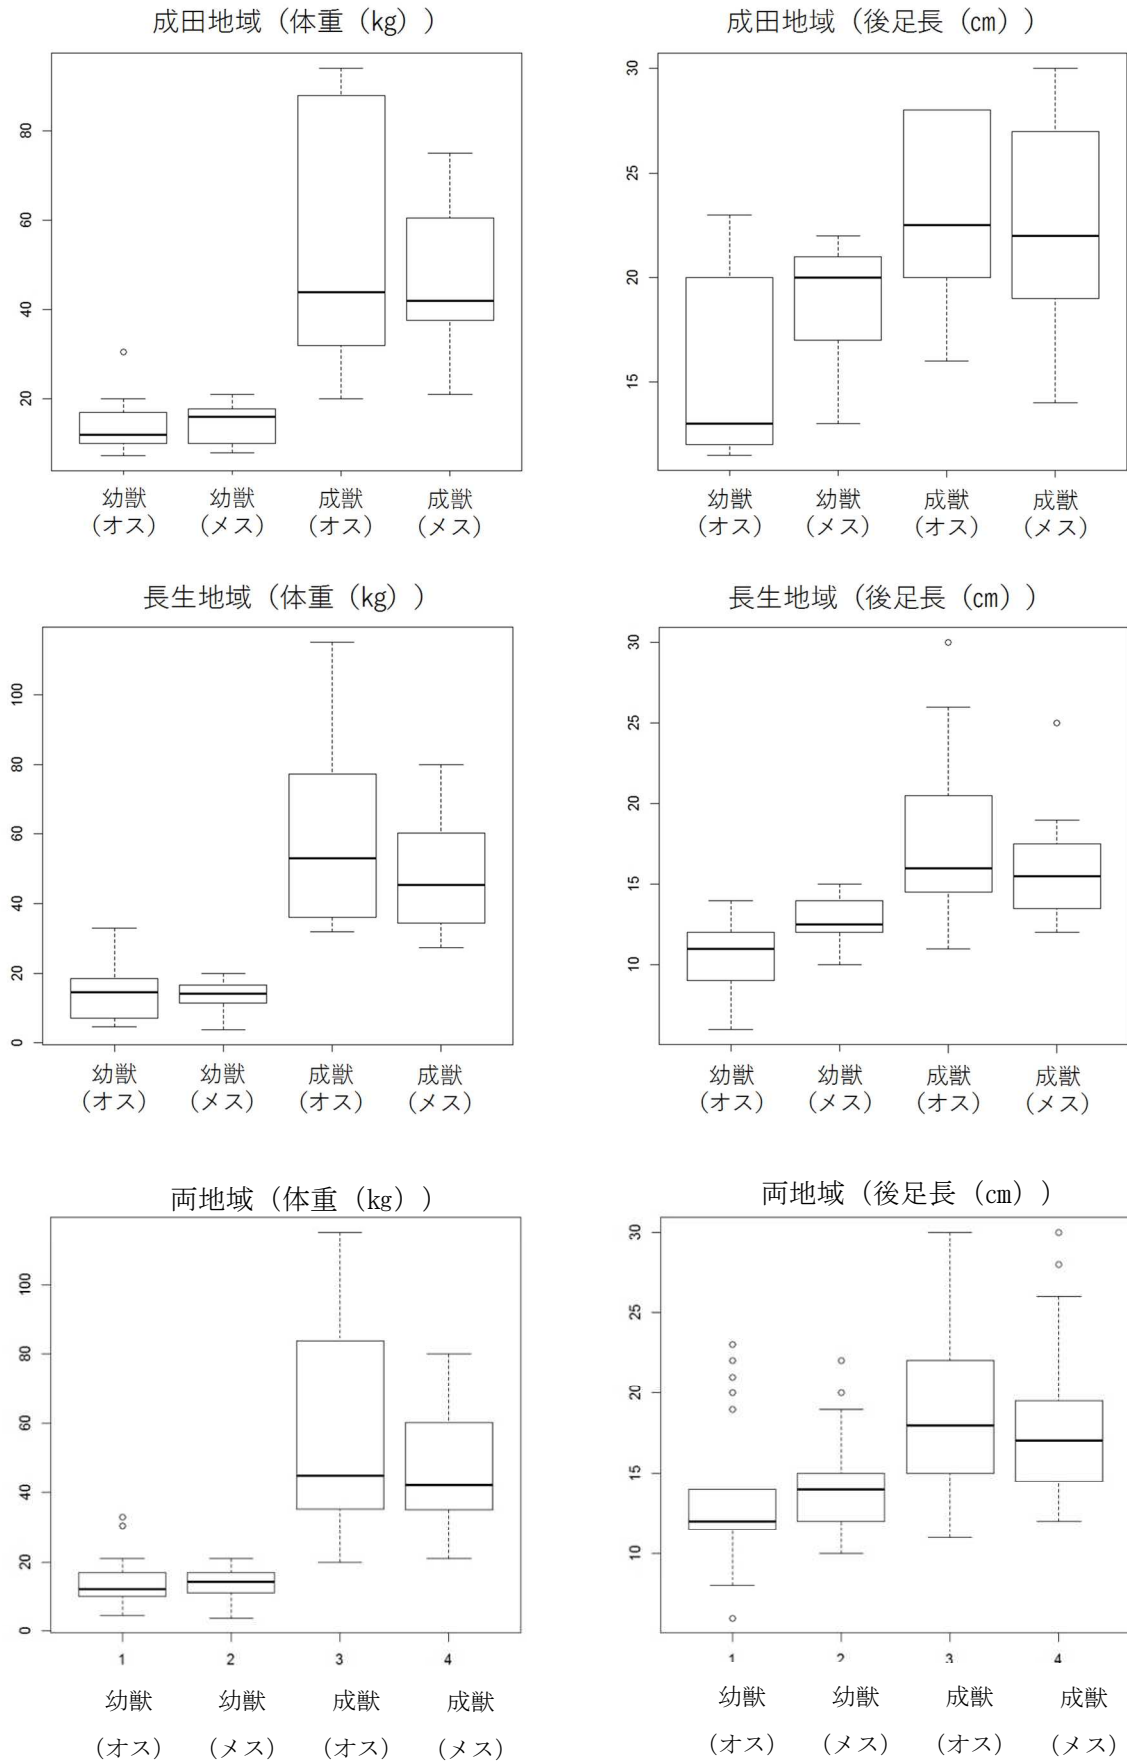 成田地域（体重（kg））
80
60
40
20
幼獣
（オス）
幼獣
（メス）
成獣
（オス）
成獣
（メス）
成田地域（後足長（cm））
30
25
20
15
幼獣
（オス）
幼獣
（メス）
成獣
（オス）
成獣
（メス）
長生地域（体重（kg））
100
80
60
40
20
0
幼獣
（オス）
幼獣
（メス）
成獣
（オス）
成獣
（メス）
長生地域（後足長（cm））
30
25
20
15
10
幼獣
（オス）
幼獣
（メス）
成獣
（オス）
成獣
（メス）
両地域（体重（kg））
100
80
60
40
20
0
1 2 3 4
幼獣
（オス）
幼獣
（メス）
成獣
（オス）
成獣
（メス）
両地域（後足長（cm））
30
25
20
15
10
1 2 3 4
幼獣
（オス）
幼獣
（メス）
成獣
（オス）
成獣
（メス）